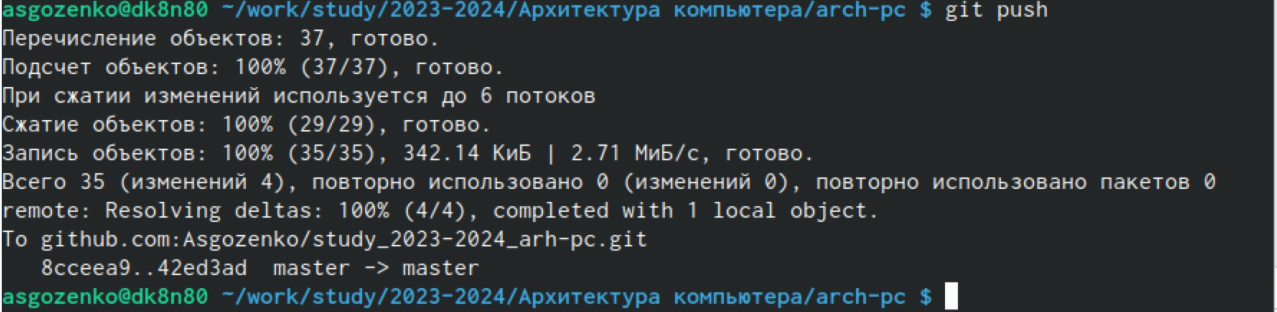 asgozenko@dk8n80 ~/work/study/2023-2024/Архитектура компьютера/arch-pc $ git push
Перечисление объектов: 37, готово.
Подсчет объектов: 100% (37/37), готово.
При сжатии изменений используется до 6 потоков
Сжатие объектов: 100% (29/29), готово.
Запись объектов: 100% (35/35), 342.14 КиБ | 2.71 МиБ/с, готово.
Всего 35 (изменений 4), повторно использовано 0 (изменений 0), повторно использовано пакетов 0
remote: Resolving deltas: 100% (4/4), completed with 1 local object.
To github.com:Asgozenko/study_2023-2024_arh-pc.git
   8cceea9..42ed3ad  master -> master
asgozenko@dk8n80 ~/work/study/2023-2024/Архитектура компьютера/arch-pc $